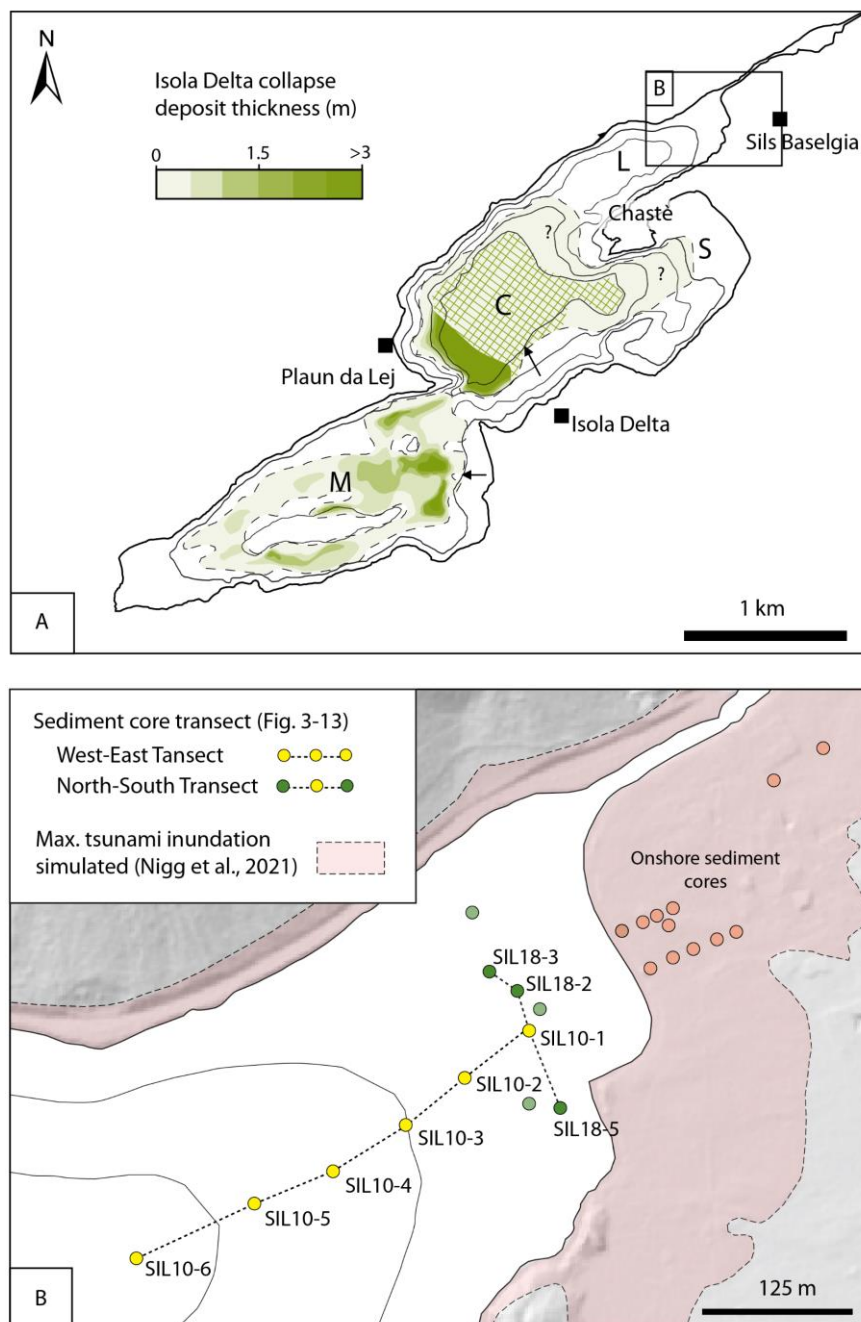 N
Isola Delta collapse
deposit thickness (m)
0 1.5 >3
B
Sils Baselgia
L
Chastè
S
?
?
C
Plaun da Lej
Isola Delta
M
1 km
A
Sediment core transect (Fig. 3-13)
West-East Tansect
North-South Transect
Max. tsunami inundation
simulated (Nigg et al., 2021)
Onshore sediment
cores
SIL18-3
SIL18-2
SIL10-1
SIL10-2
SIL18-5
SIL10-3
SIL10-4
SIL10-5
SIL10-6
125 m
B